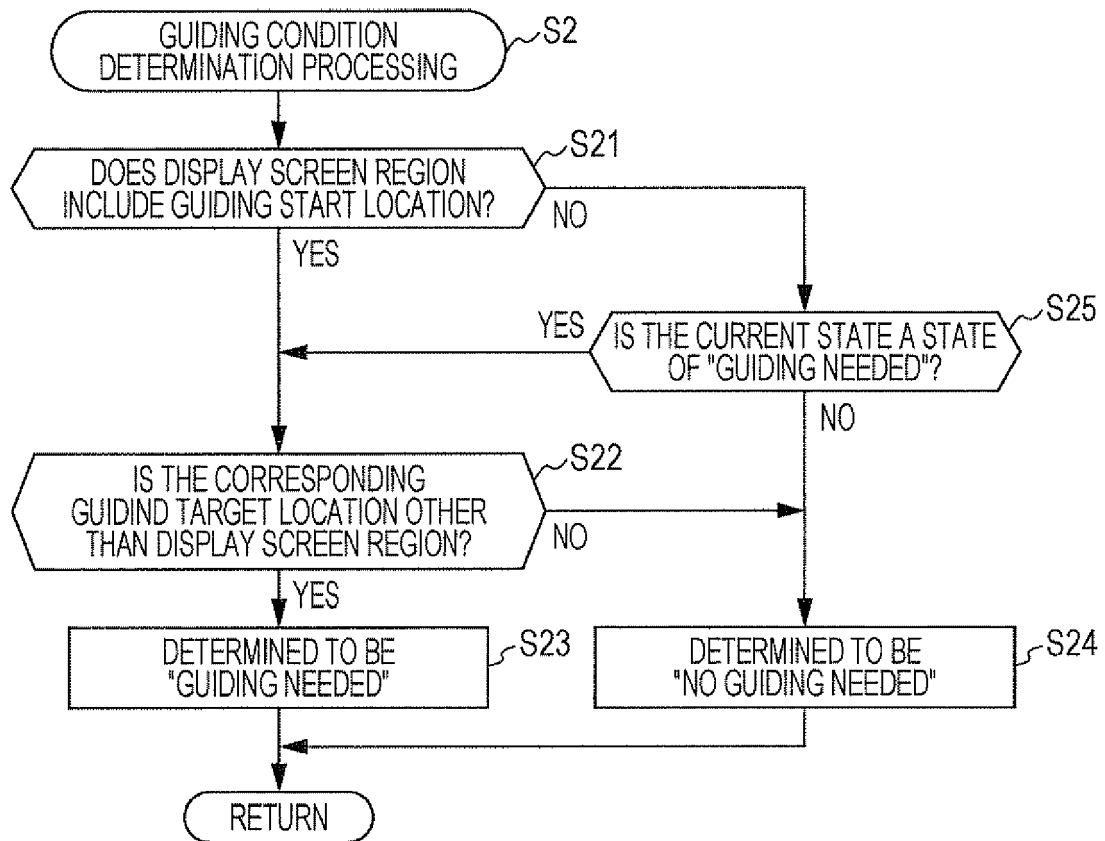 GUIDING CONDITION
DETERMINATION PROCESSING
S2
DOES DISPLAY SCREEN REGION
INCLUDE GUIDING START LOCATION?
S21
NO
YES
IS THE CURRENT STATE A STATE
OF "GUIDING NEEDED"?
S25
YES
NO
IS THE CORRESPONDING
GUIDIND TARGET LOCATION OTHER
THAN DISPLAY SCREEN REGION?
S22
NO
YES
DETERMINED TO BE
"GUIDING NEEDED"
S23
DETERMINED TO BE
"NO GUIDING NEEDED"
S24
RETURN